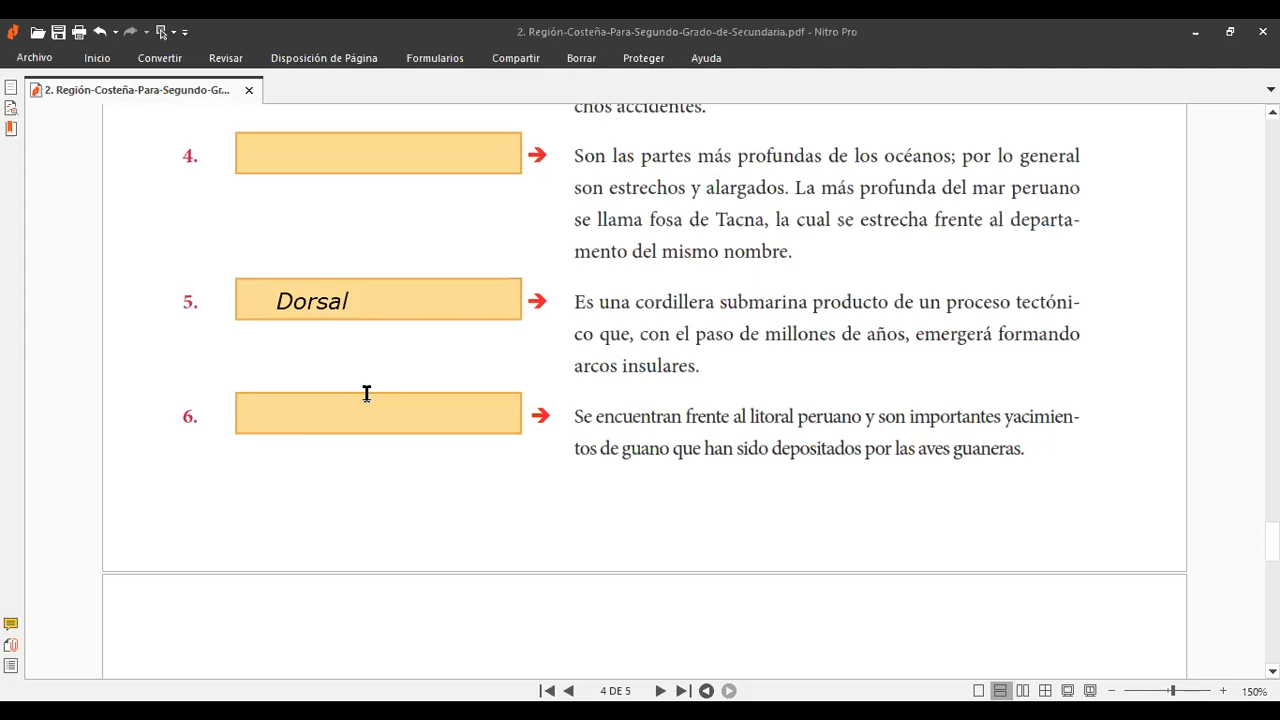 2. Región-Costeña-Para-Segundo-Grado-de-Secundaria.pdf - Nitro Pro
Archivo Inicio Convertir Revisar Disposición de Página Formularios Compartir Borrar Proteger Ayuda
2. Región-Costeña-Para-Segundo-Gr...
chos accidentes.
4. Son las partes más profundas de los océanos; por lo general
son estrechos y alargados. La más profunda del mar peruano
se llama fosa de Tacna, la cual se estrecha frente al departa-
mento del mismo nombre.
5. Dorsal Es una cordillera submarina producto de un proceso tectóni-
co que, con el paso de millones de años, emergerá formando
arcos insulares.
6. Se encuentran frente al litoral peruano y son importantes yacimien-
tos de guano que han sido depositados por las aves guaneras.
4 DE 5
150%